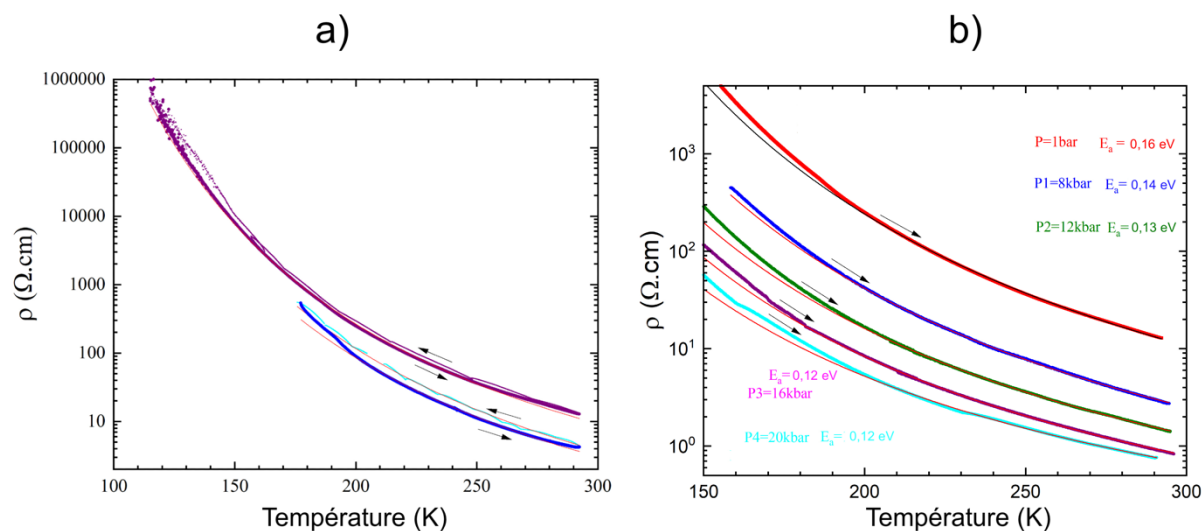 a)
1000000
100000
10000
1000
100
10
ρ (Ω.cm)
100
150
200
250
300
Température (K)
b)
10³
10²
10¹
10⁰
ρ (Ω.cm)
P=1bar Eₐ = 0,16 eV
P1=8kbar Eₐ= 0,14 eV
P2=12kbar Eₐ= 0,13 eV
Eₐ=0,12 eV
P3=16kbar
P4=20kbar Eₐ= 0,12 eV
150
200
250
300
Température (K)